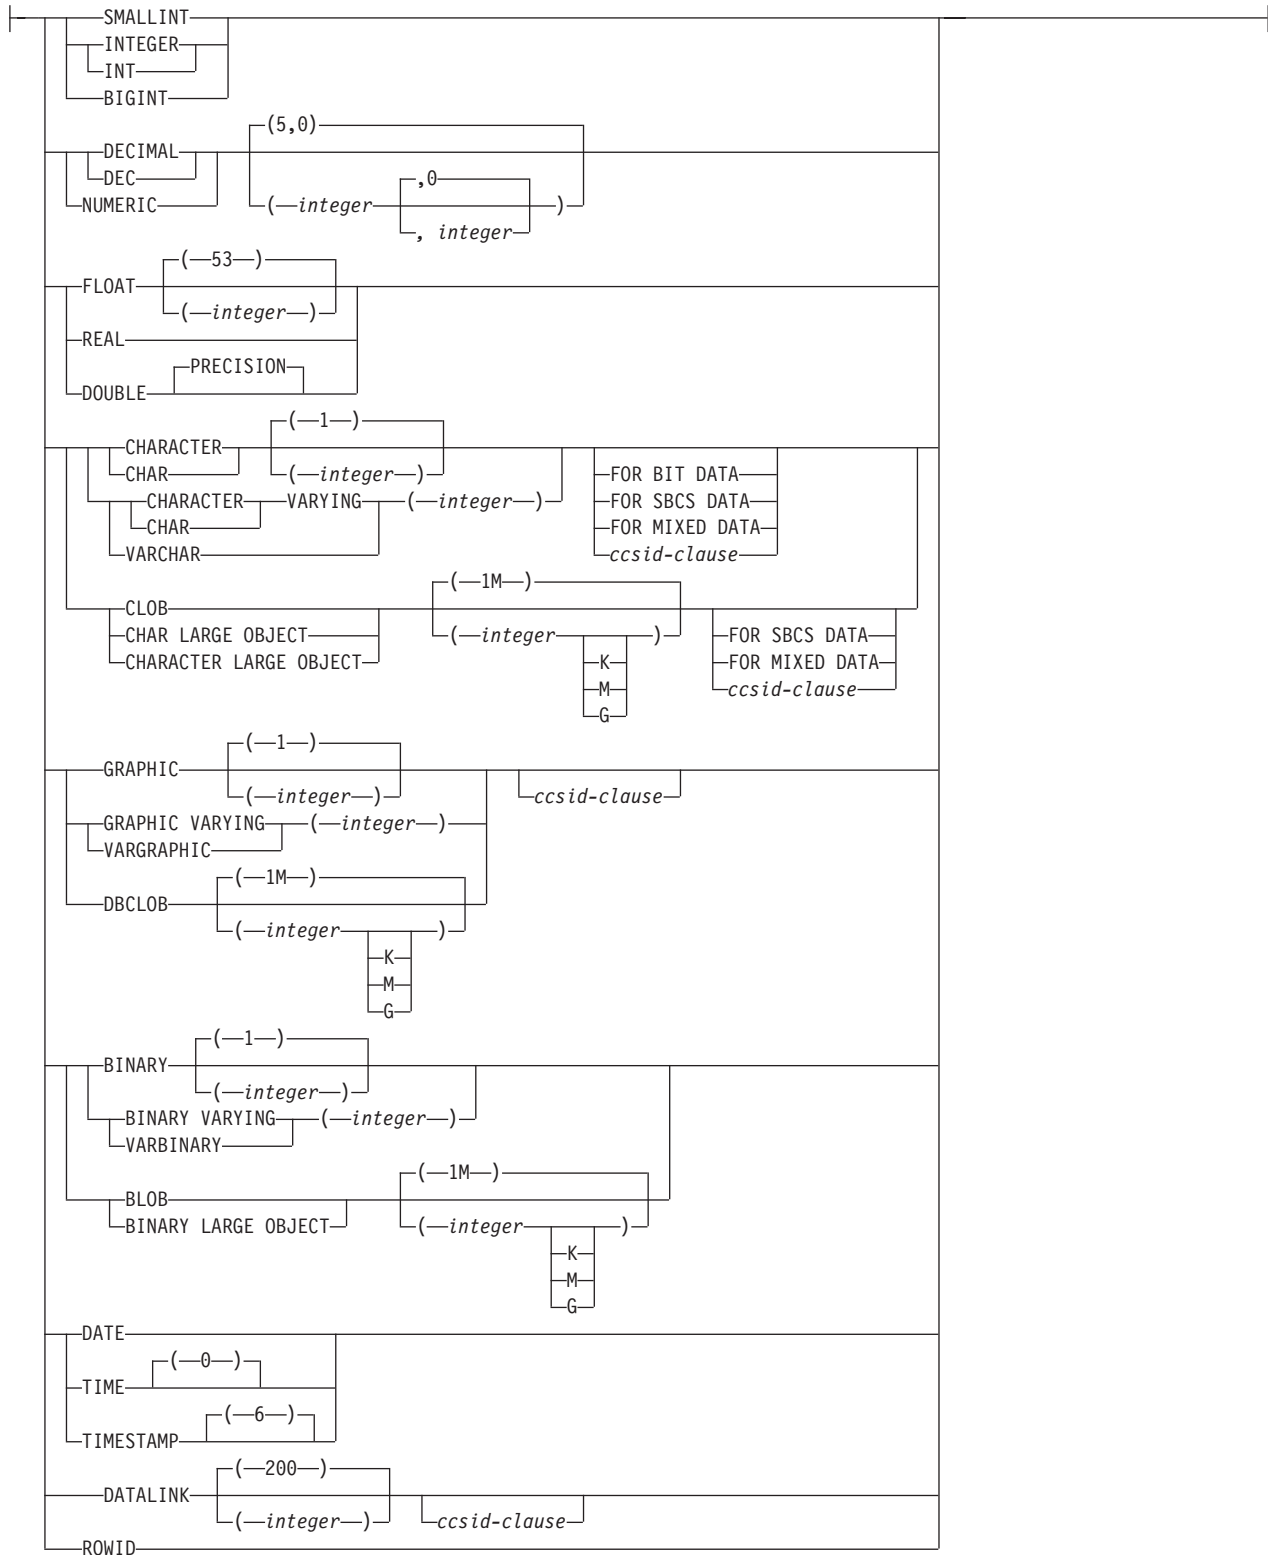 SMALLINT
INTEGER
INT
BIGINT
(5,0)
DECIMAL
DEC ,0
NUMERIC ( integer )
, integer
( 53 )
FLOAT
( integer )
REAL
PRECISION
DOUBLE
( 1 )
CHARACTER
CHAR ( integer ) FOR BIT DATA
CHARACTER VARYING ( integer ) FOR SBCS DATA
CHAR FOR MIXED DATA
VARCHAR ccsid-clause
( 1M )
CLOB
CHAR LARGE OBJECT ( integer ) FOR SBCS DATA
CHARACTER LARGE OBJECT K FOR MIXED DATA
M ccsid-clause
G
( 1 )
GRAPHIC
( integer ) ccsid-clause
GRAPHIC VARYING ( integer )
VARGRAPHIC
( 1M )
DBCLOB
( integer )
K
M
G
( 1 )
BINARY
( integer )
BINARY VARYING ( integer )
VARBINARY
( 1M )
BLOB
BINARY LARGE OBJECT ( integer )
K
M
G
DATE
( 0 )
TIME
( 6 )
TIMESTAMP
( 200 )
DATALINK
( integer ) ccsid-clause
ROWID